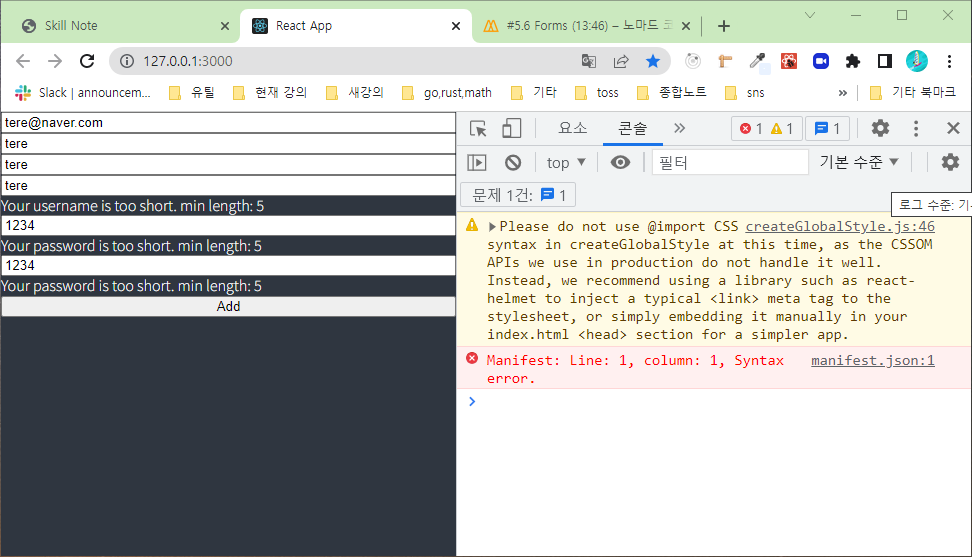 Skill Note
React App
#5.6 Forms (13:46) – 노마드 코
127.0.0.1:3000
Slack | announcem...
유틸
현재 강의
새강의
go,rust,math
기타
toss
종합노트
sns
»
기타 북마크
tere@naver.com
tere
tere
tere
Your username is too short. min length: 5
1234
Your password is too short. min length: 5
1234
Your password is too short. min length: 5
Add
요소
콘솔
»
1
1
1
top
필터
기본 수준
문제 1건: 1
로그 수준: 기
Please do not use @import CSS createGlobalStyle.js:46
syntax in createGlobalStyle at this time, as the CSSOM
APIs we use in production do not handle it well.
Instead, we recommend using a library such as react-
helmet to inject a typical <link> meta tag to the
stylesheet, or simply embedding it manually in your
index.html <head> section for a simpler app.
Manifest: Line: 1, column: 1, Syntax manifest.json:1
error.